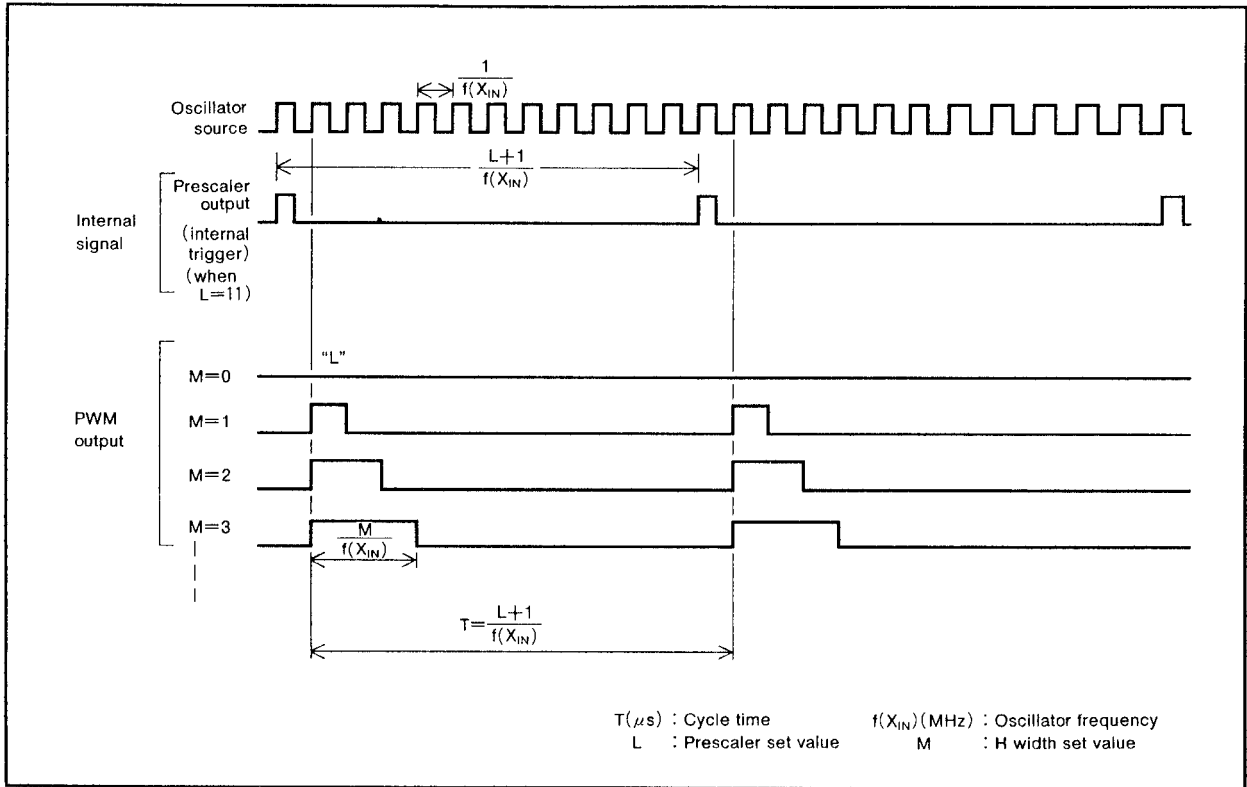 1
f(XIN)
Oscillator
source
L+1
f(XIN)
Prescaler
output
Internal
signal
(internal
trigger)
(when
L=11)
"L"
M=0
PWM
output
M=1
M=2
M=3
M
f(XIN)
T=L+1
f(XIN)
T(μs) : Cycle time f(XIN)(MHz) : Oscillator frequency
L : Prescaler set value M : H width set value